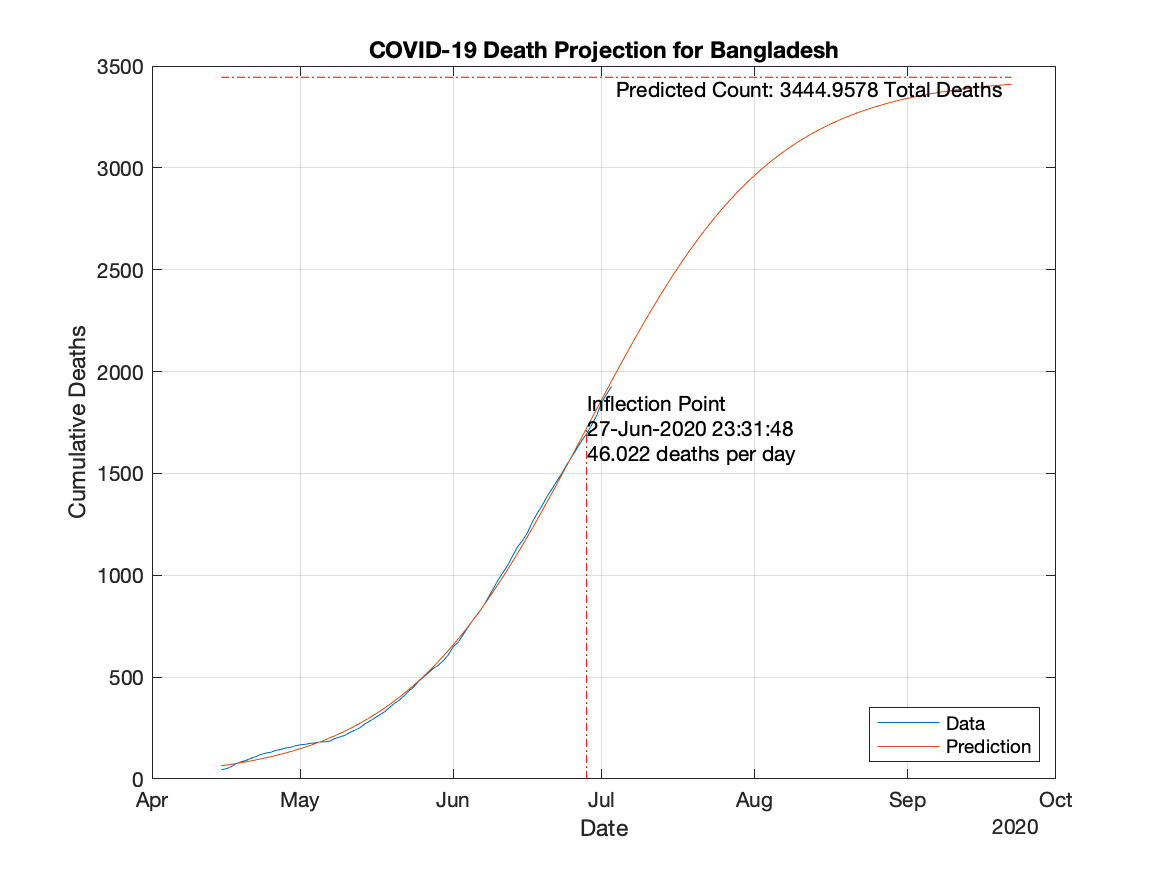 COVID-19 Death Projection for Bangladesh
3500
Predicted Count: 3444.9578 Total Deaths
3000
2500
2000
Inflection Point
27-Jun-2020 23:31:48
46.022 deaths per day
1500
1000
500
0
Cumulative Deaths
Data
Prediction
Apr May Jun Jul Aug Sep Oct
Date
2020